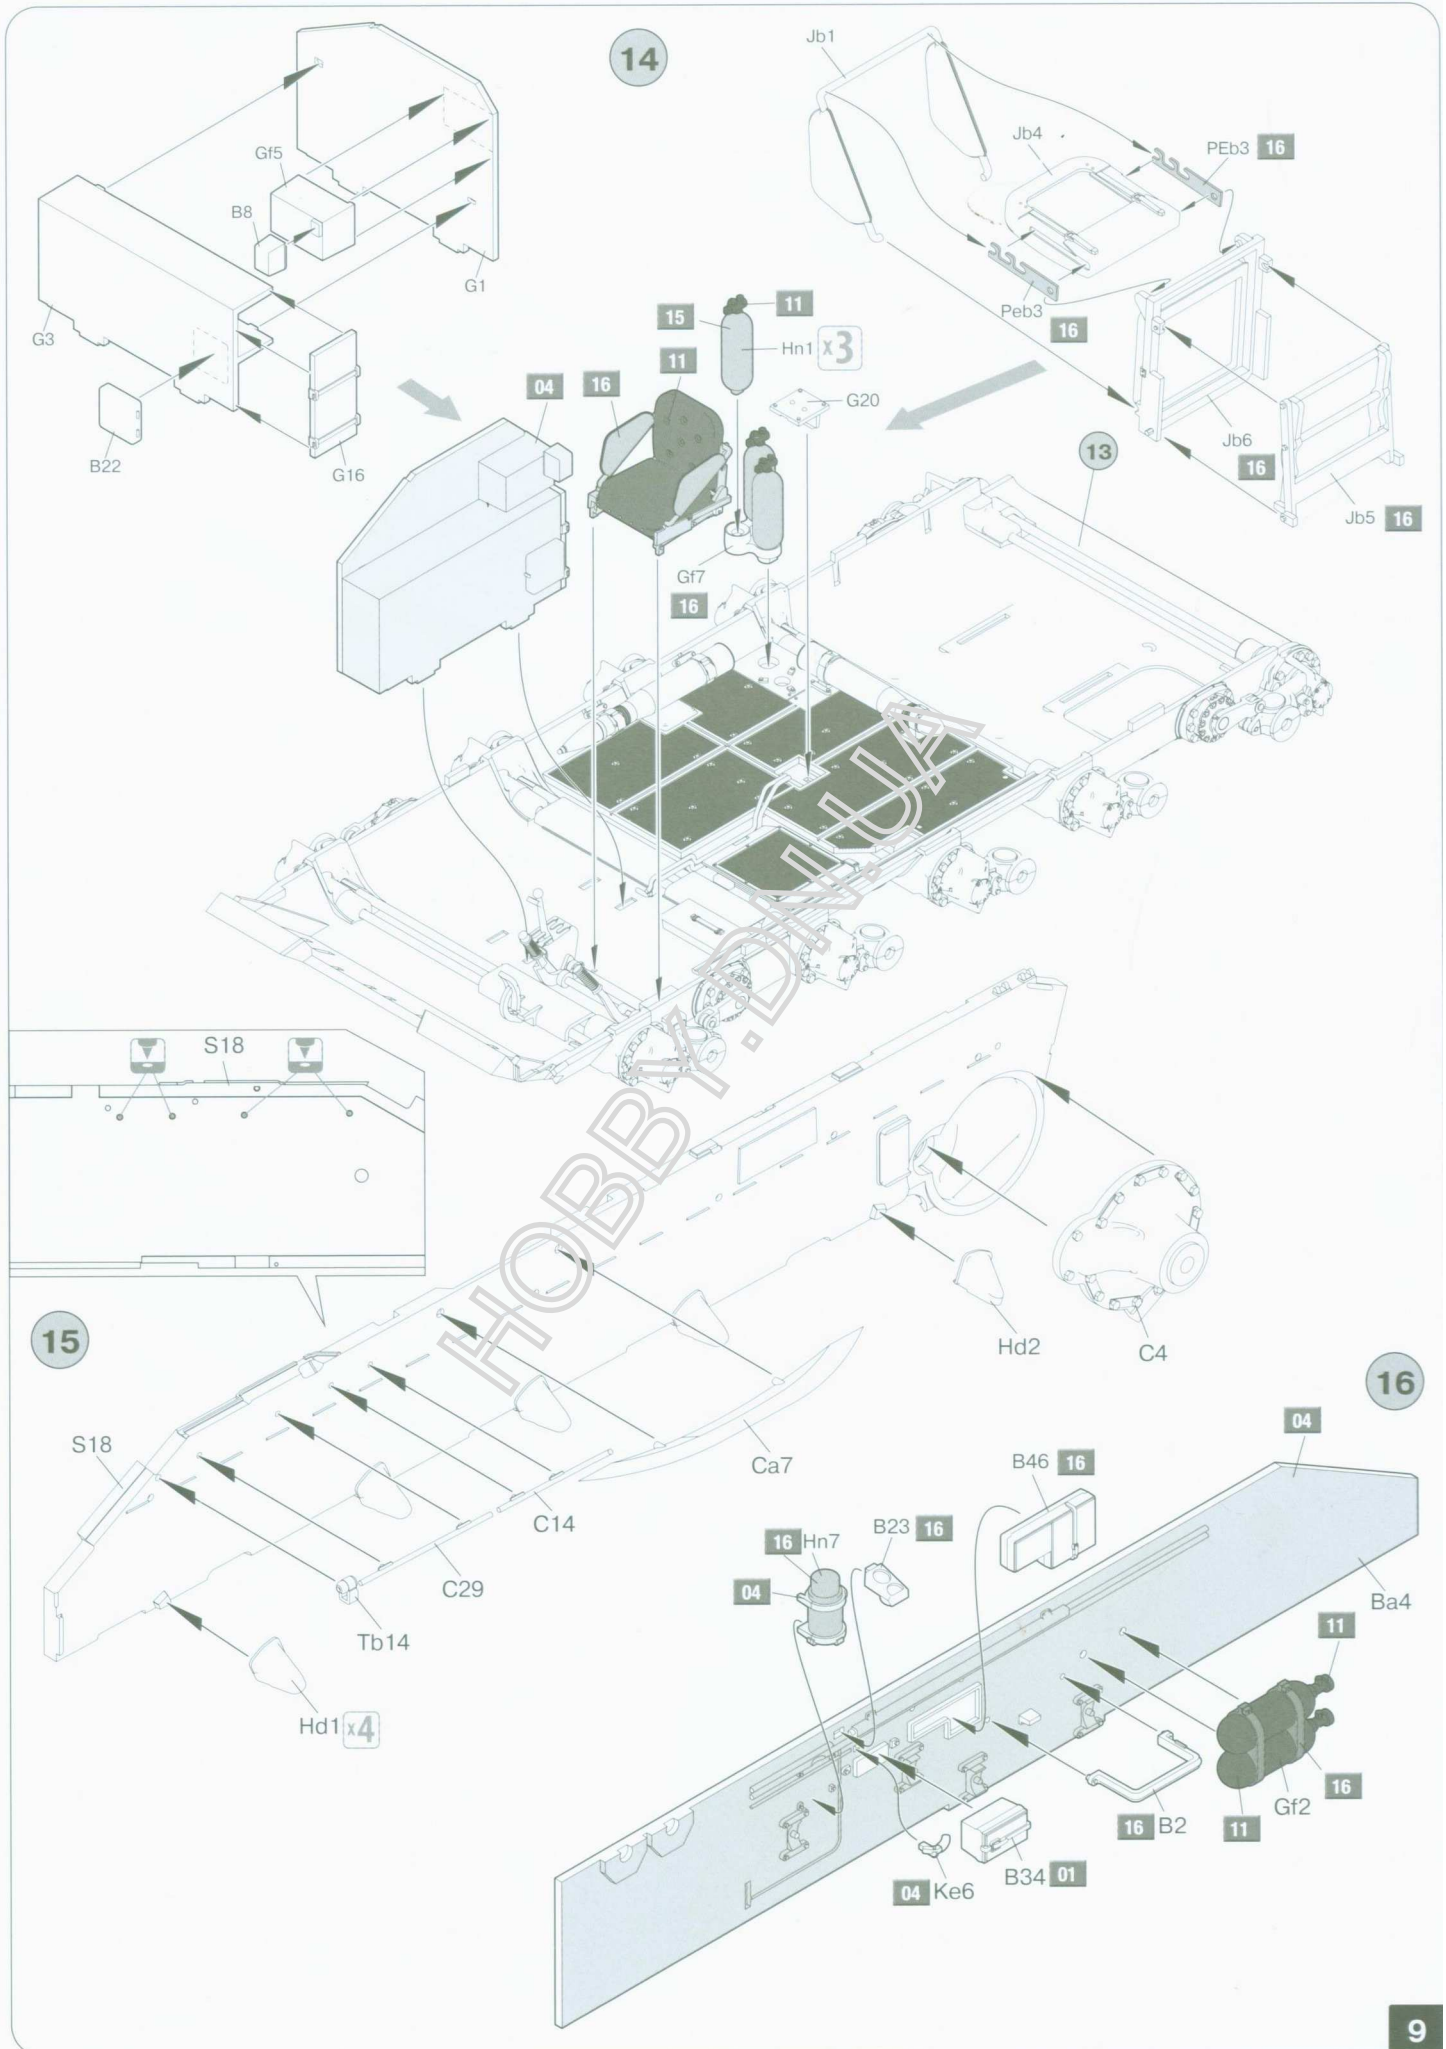 14
Jb1
Jb4
PEb3 16
Gf5
B8
G1
G3
B22
G16
Peb3
16
Jb6
16
Jb5 16
11
15
Hn1 x3
11
16
04
G20
Gf7
16
13
HOBBY.DN.UA
S18
15
S18
Hd2
C4
Ca7
C14
C29
Tb14
Hd1 x4
16
04
B46 16
B23 16
16 Hn7
04
Ba4
11
16
Gf2
11
16 B2
B34 01
04 Ke6
9